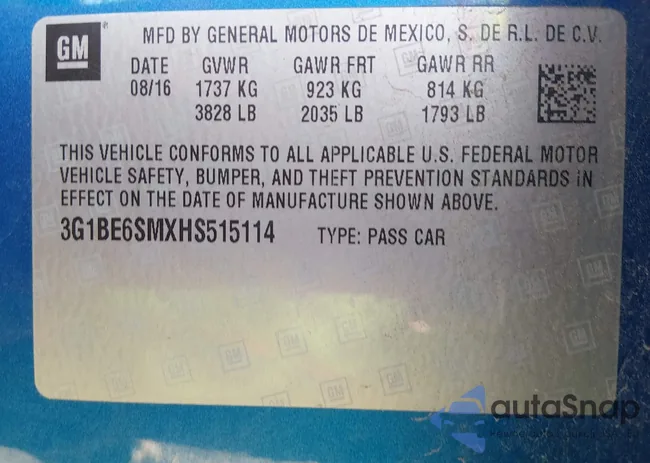 GM
MFD BY GENERAL MOTORS DE MEXICO, S. DE R.L. DE C.V.
DATE GVWR GAWR FRT GAWR RR
08/16 1737 KG 923 KG 814 KG
3828 LB 2035 LB 1793 LB
THIS VEHICLE CONFORMS TO ALL APPLICABLE U.S. FEDERAL MOTOR
VEHICLE SAFETY, BUMPER, AND THEFT PREVENTION STANDARDS IN
EFFECT ON THE DATE OF MANUFACTURE SHOWN ABOVE.
3G1BE6SMXHS515114 TYPE: PASS CAR
autoSnap